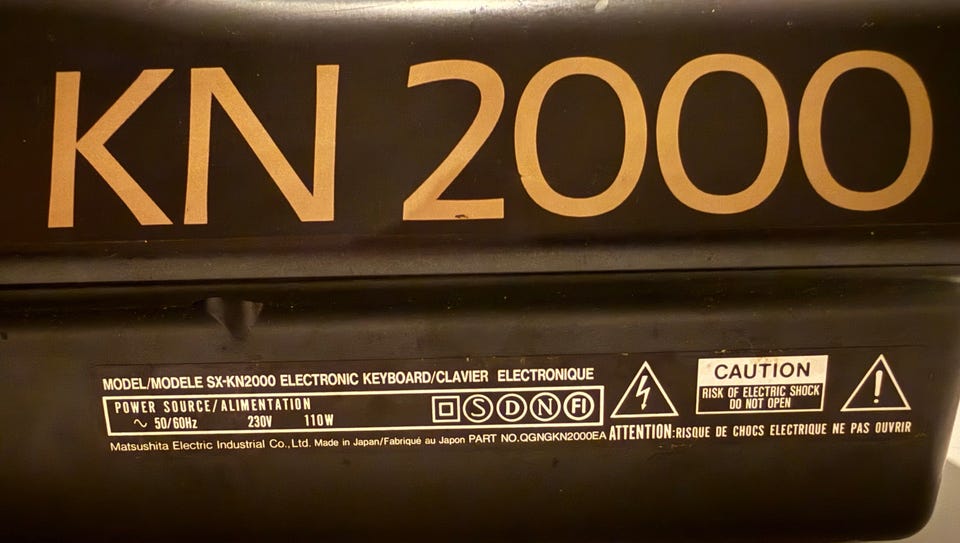 KN 2000
MODEL/MODELE SX-KN2000 ELECTRONIC KEYBOARD/CLAVIER ELECTRONIQUE
POWER SOURCE/ALIMENTATION
~ 50/60Hz 230V 110W
S D N FI
Matsushita Electric Industrial Co., Ltd. Made in Japan/Fabriqué au Japon PART NO.QGNGKN2000EA
CAUTION
RISK OF ELECTRIC SHOCK
DO NOT OPEN
!
ATTENTION:RISQUE DE CHOCS ELECTRIQUE NE PAS OUVRIR